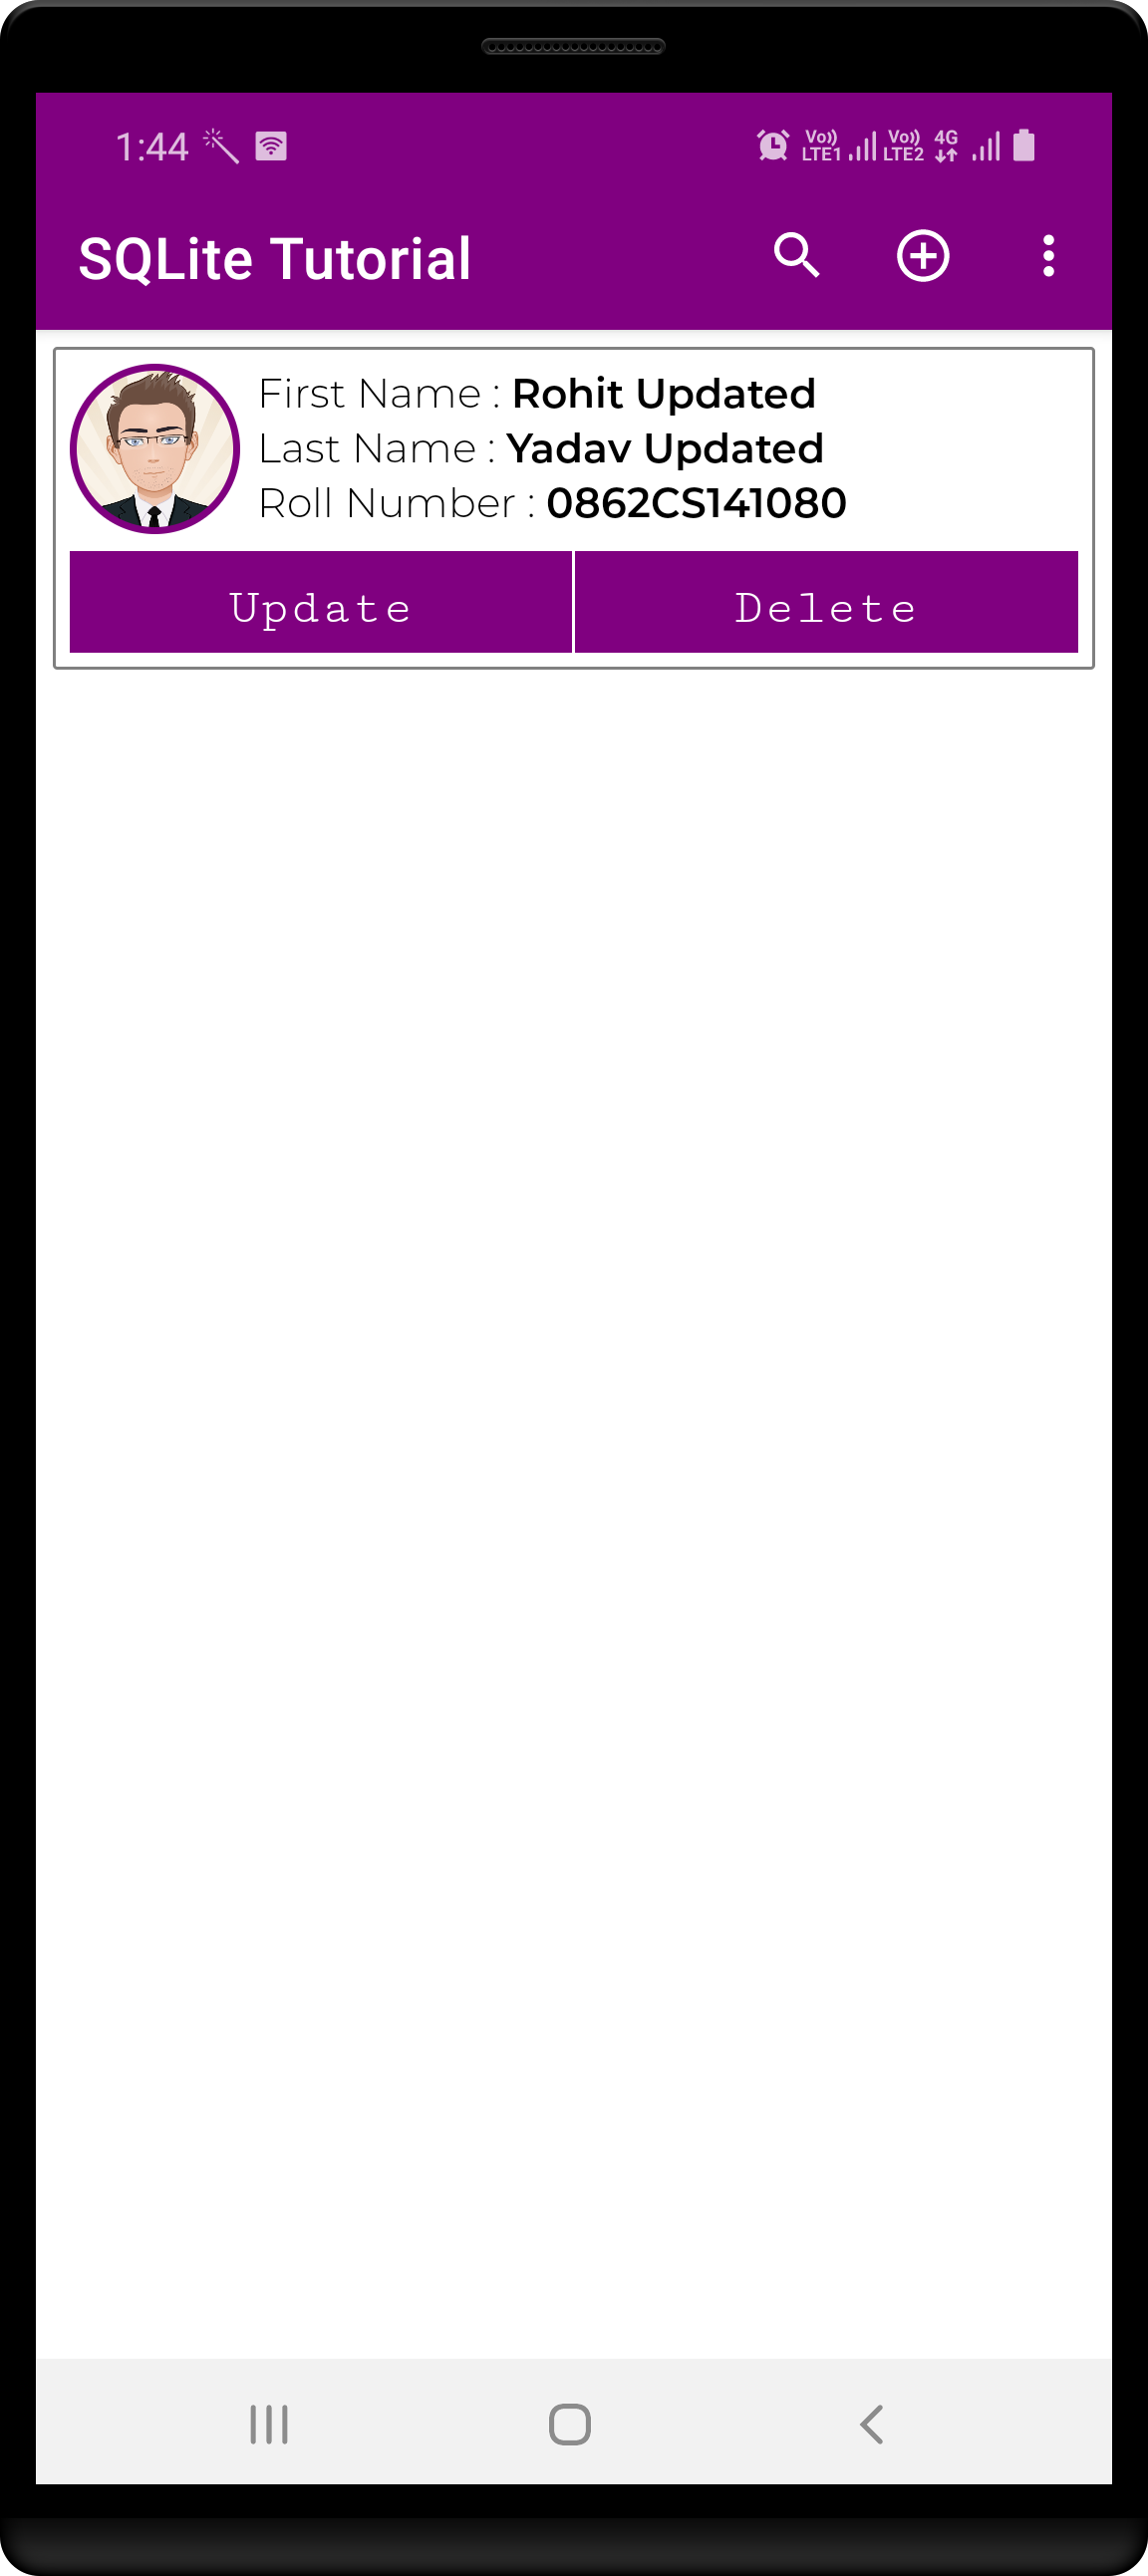 1:44 Vo)) LTE1 Vo)) LTE2 4G
SQLite Tutorial
First Name : Rohit Updated
Last Name : Yadav Updated
Roll Number : 0862CS141080
Update Delete